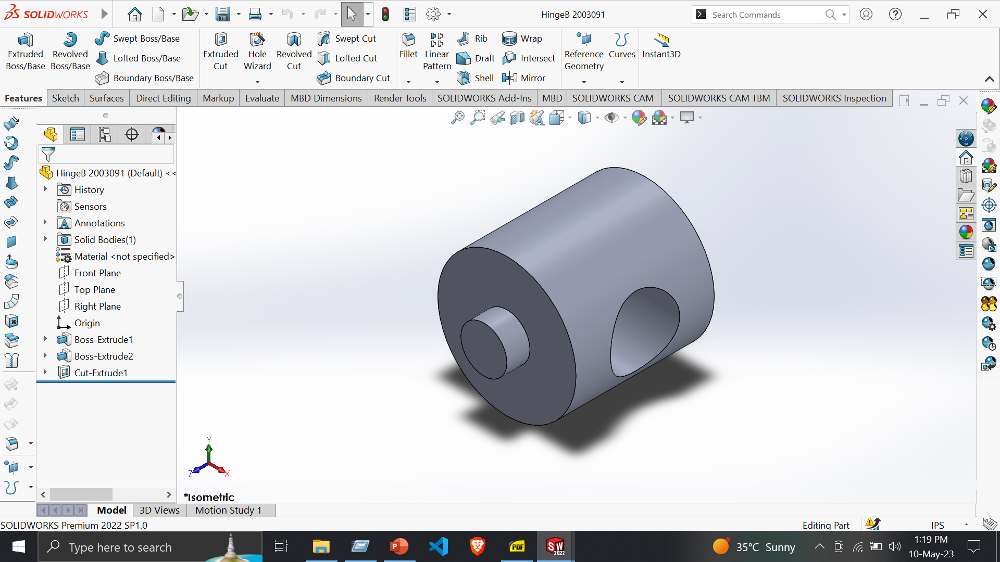 SOLIDWORKS
HingeB 2003091
Search Commands
Extruded Boss/Base
Revolved Boss/Base
Swept Boss/Base
Lofted Boss/Base
Boundary Boss/Base
Extruded Cut
Hole Wizard
Revolved Cut
Swept Cut
Lofted Cut
Boundary Cut
Fillet
Linear Pattern
Rib
Draft
Shell
Wrap
Intersect
Mirror
Reference Geometry
Curves
Instant3D
Features
Sketch
Surfaces
Direct Editing
Markup
Evaluate
MBD Dimensions
Render Tools
SOLIDWORKS Add-Ins
MBD
SOLIDWORKS CAM
SOLIDWORKS CAM TBM
SOLIDWORKS Inspection
HingeB 2003091 (Default) <<
History
Sensors
Annotations
Solid Bodies(1)
Material <not specified>
Front Plane
Top Plane
Right Plane
Origin
Boss-Extrude1
Boss-Extrude2
Cut-Extrude1
Y
Z
X
*Isometric
Model
3D Views
Motion Study 1
SOLIDWORKS Premium 2022 SP1.0
Editing Part
IPS
Type here to search
P
PDF
SW
2022
35°C Sunny
1:19 PM
10-May-23